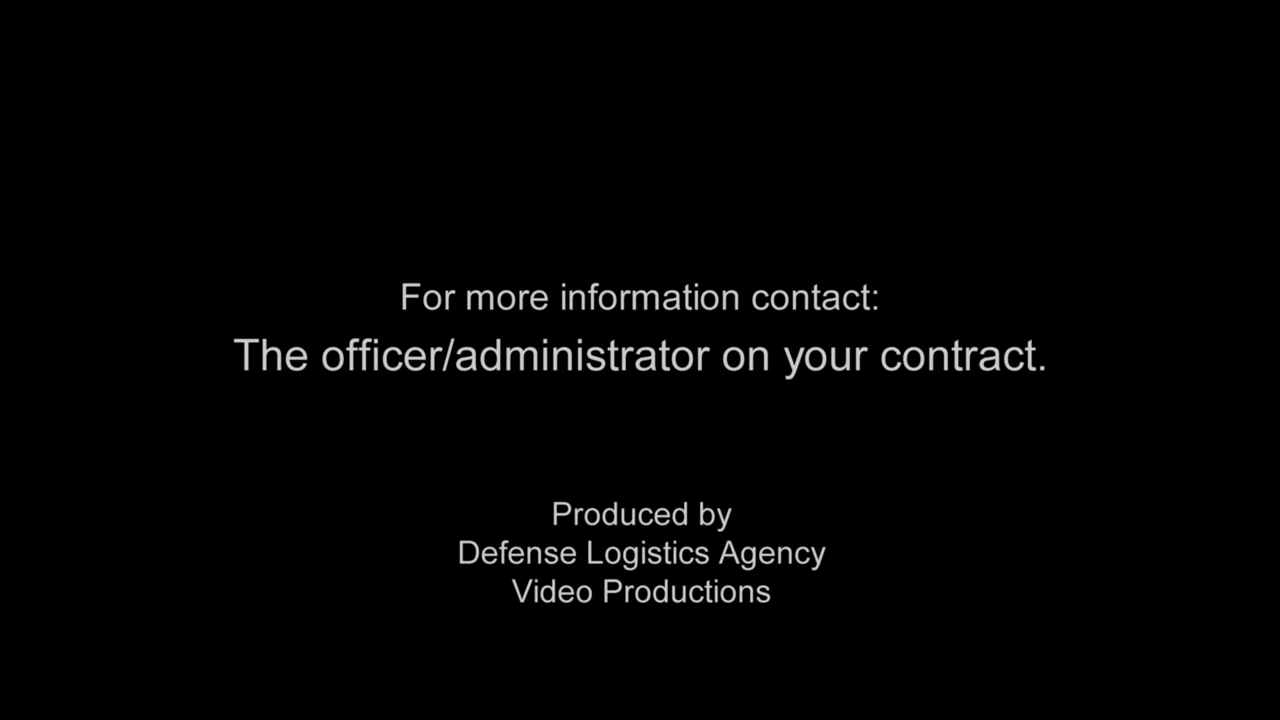 For more information contact:
The officer/administrator on your contract.
Produced by
Defense Logistics Agency
Video Productions